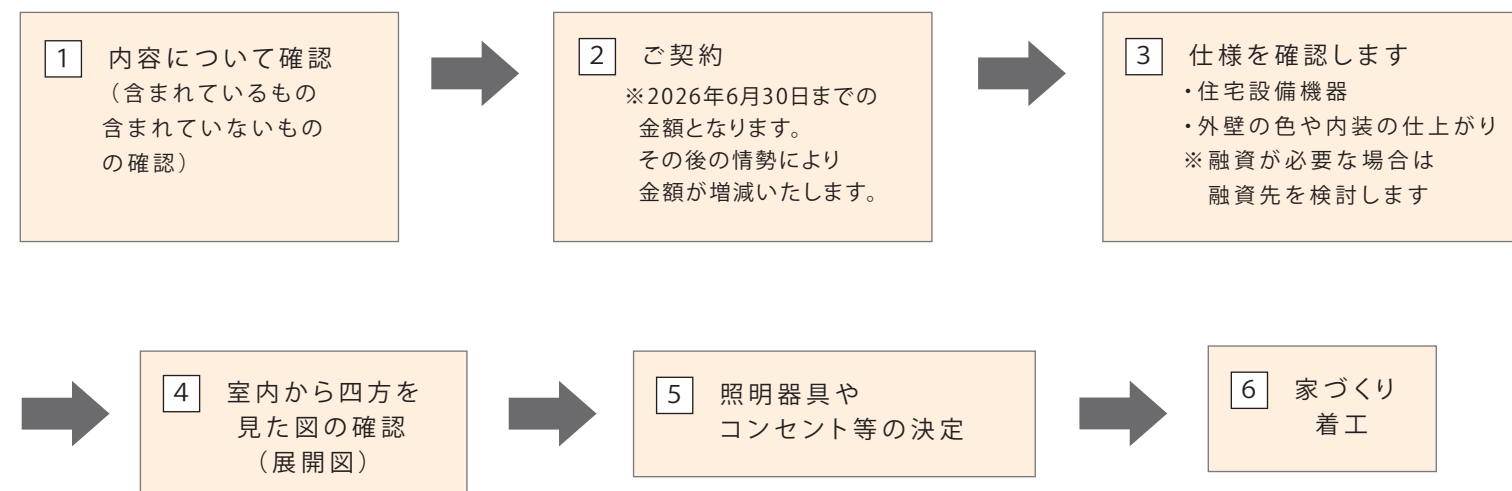 1 内容について確認
（含まれているもの
含まれていないもの
の確認）
2 ご契約
※2026年6月30日までの
金額となります。
その後の情勢により
金額が増減いたします。
3 仕様を確認します
・住宅設備機器
・外壁の色や内装の仕上がり
※融資が必要な場合は
融資先を検討します
4 室内から四方を
見た図の確認
（展開図）
5 照明器具や
コンセント等の決定
6 家づくり
着工